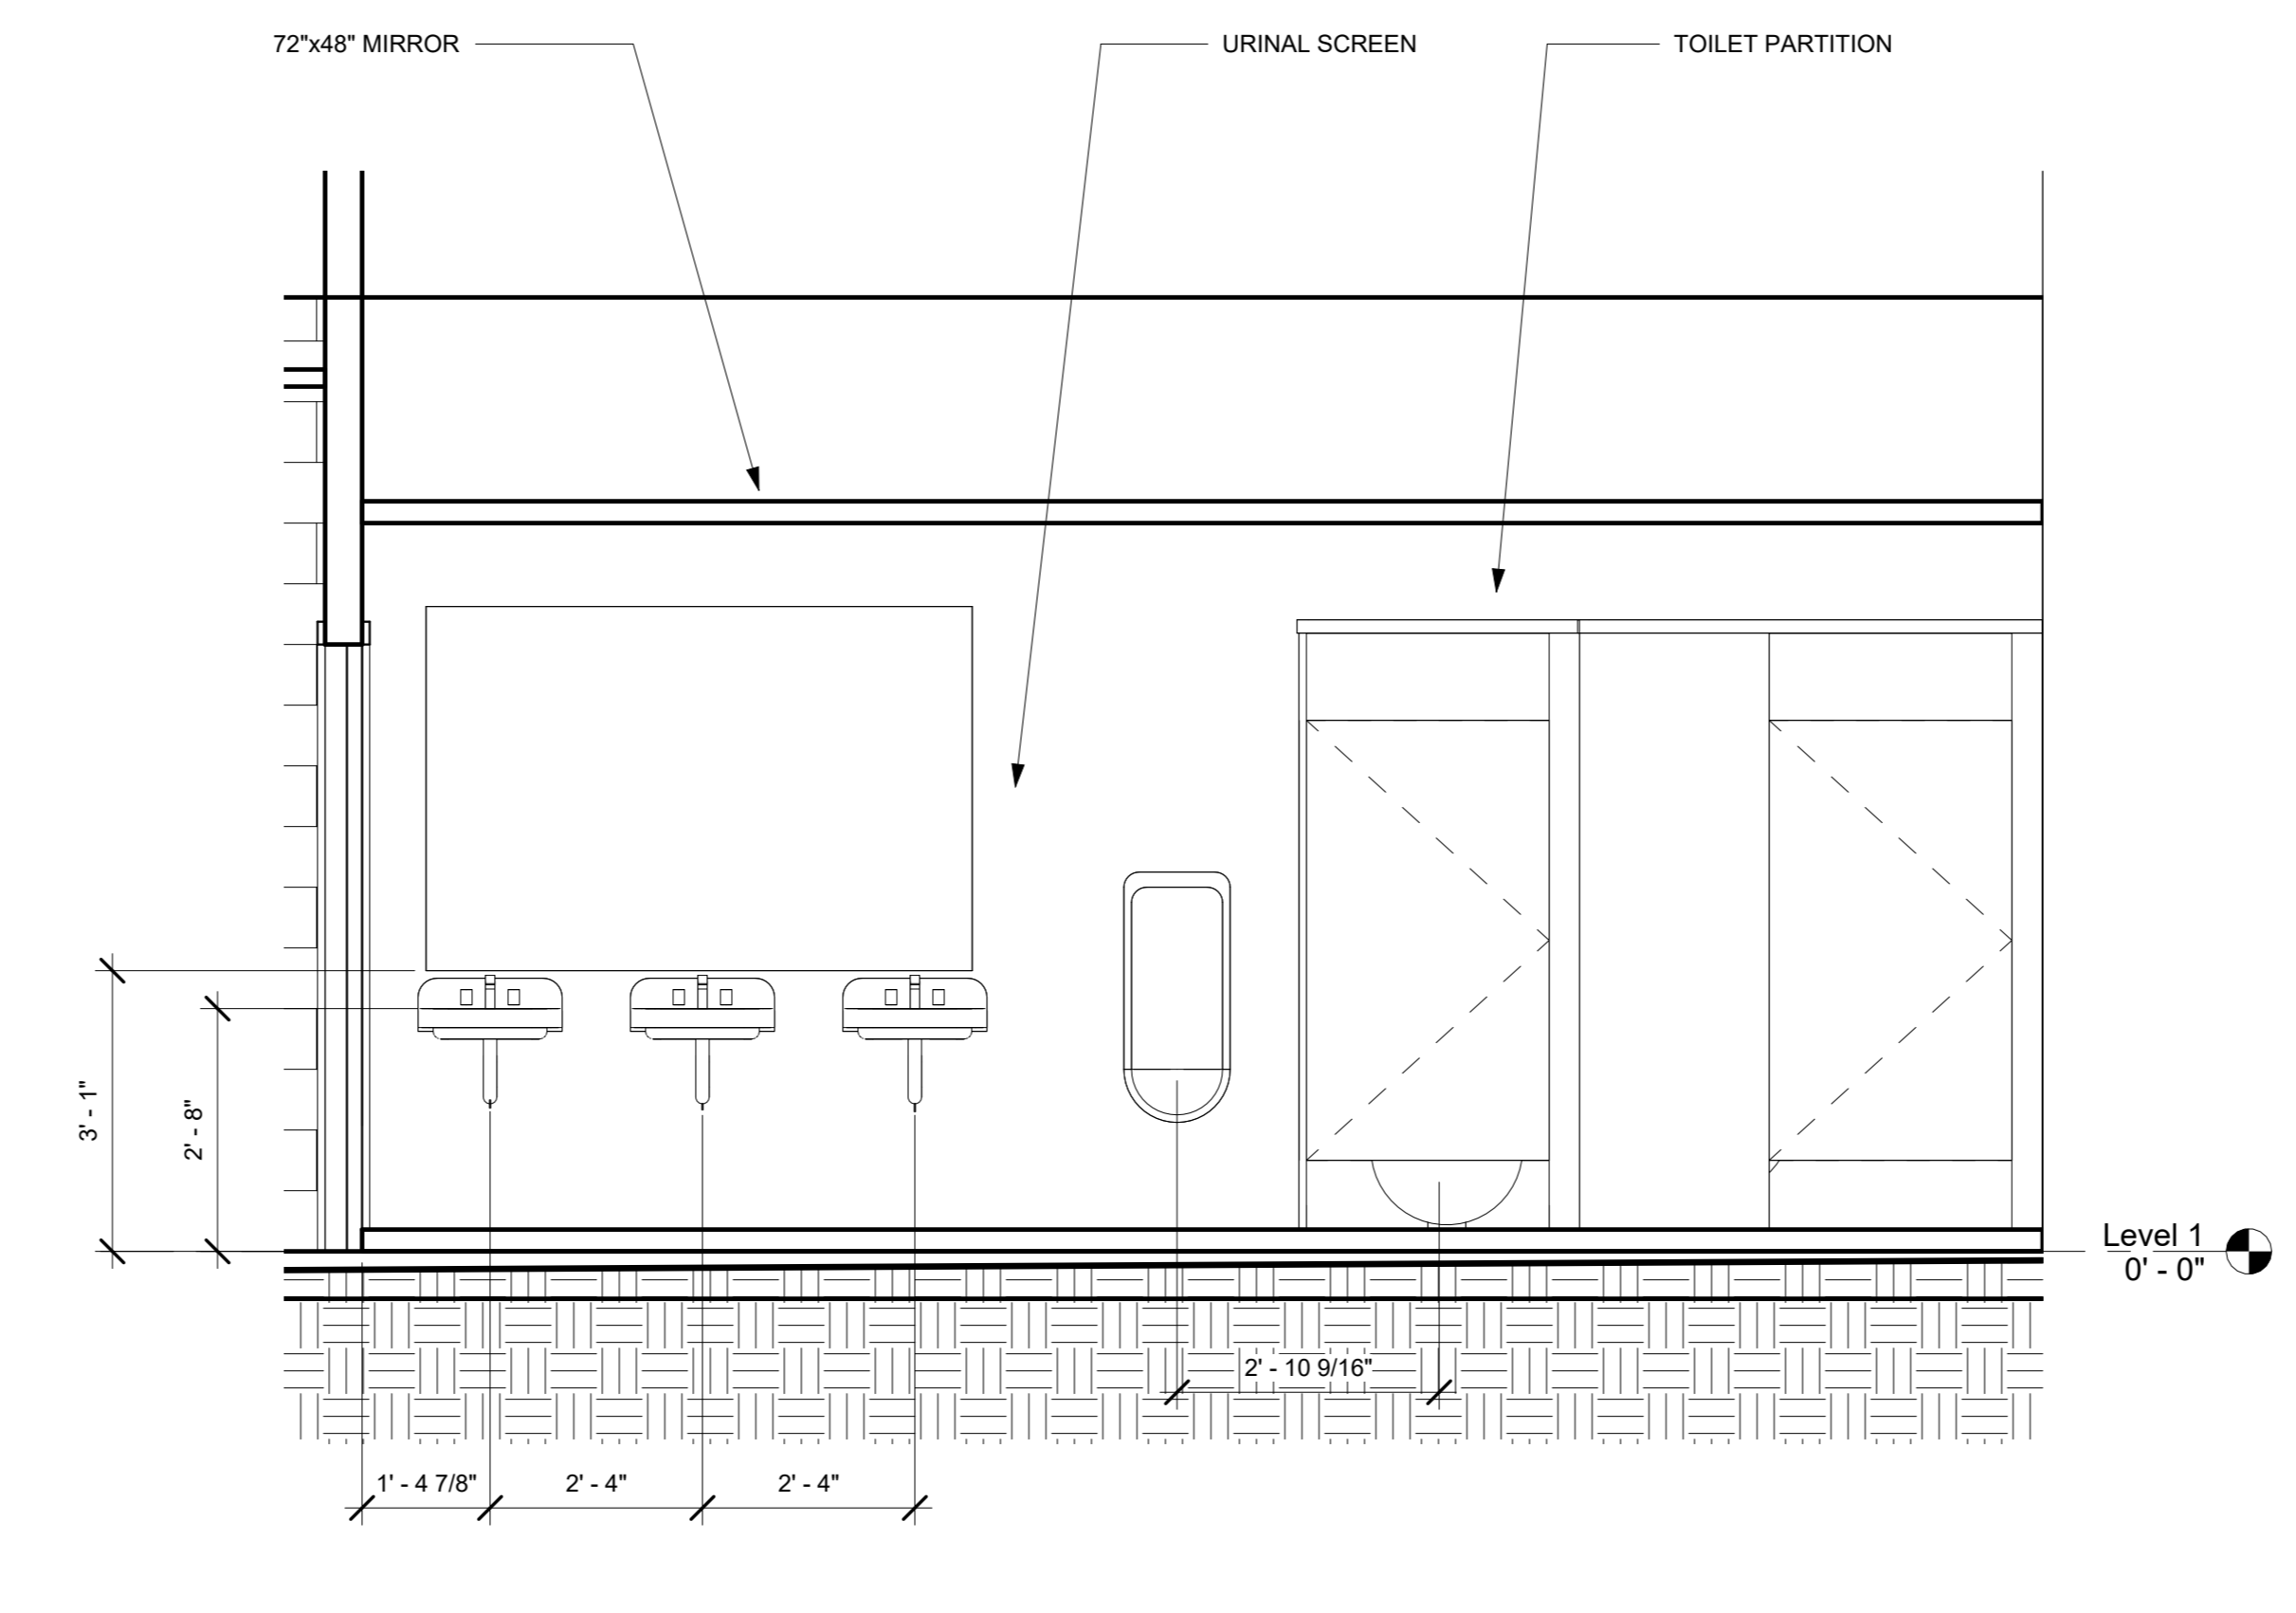 72"x48" MIRROR
URINAL SCREEN
TOILET PARTITION
3' - 1"
2' - 8"
Level 1
0' - 0"
2' - 10 9/16"
1' - 4 7/8"
2' - 4"
2' - 4"